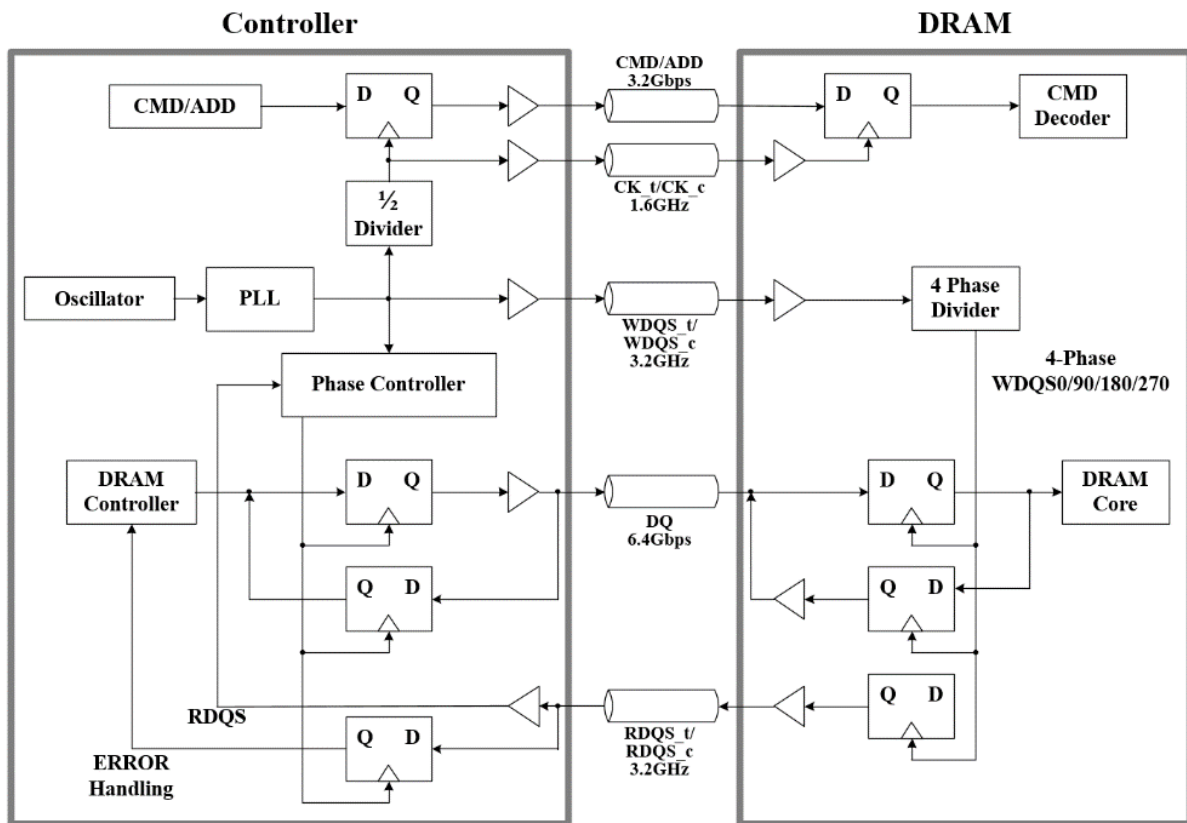 Controller
DRAM
CMD/ADD
D Q
CMD/ADD
3.2Gbps
D Q
CMD
Decoder
½
Divider
CK_t/CK_c
1.6GHz
Oscillator
PLL
WDQS_t/
WDQS_c
3.2GHz
4 Phase
Divider
Phase Controller
4-Phase
WDQS0/90/180/270
DRAM
Controller
D Q
DQ
6.4Gbps
D Q
DRAM
Core
Q D
Q D
RDQS
Q D
RDQS_t/
RDQS_c
3.2GHz
Q D
ERROR
Handling